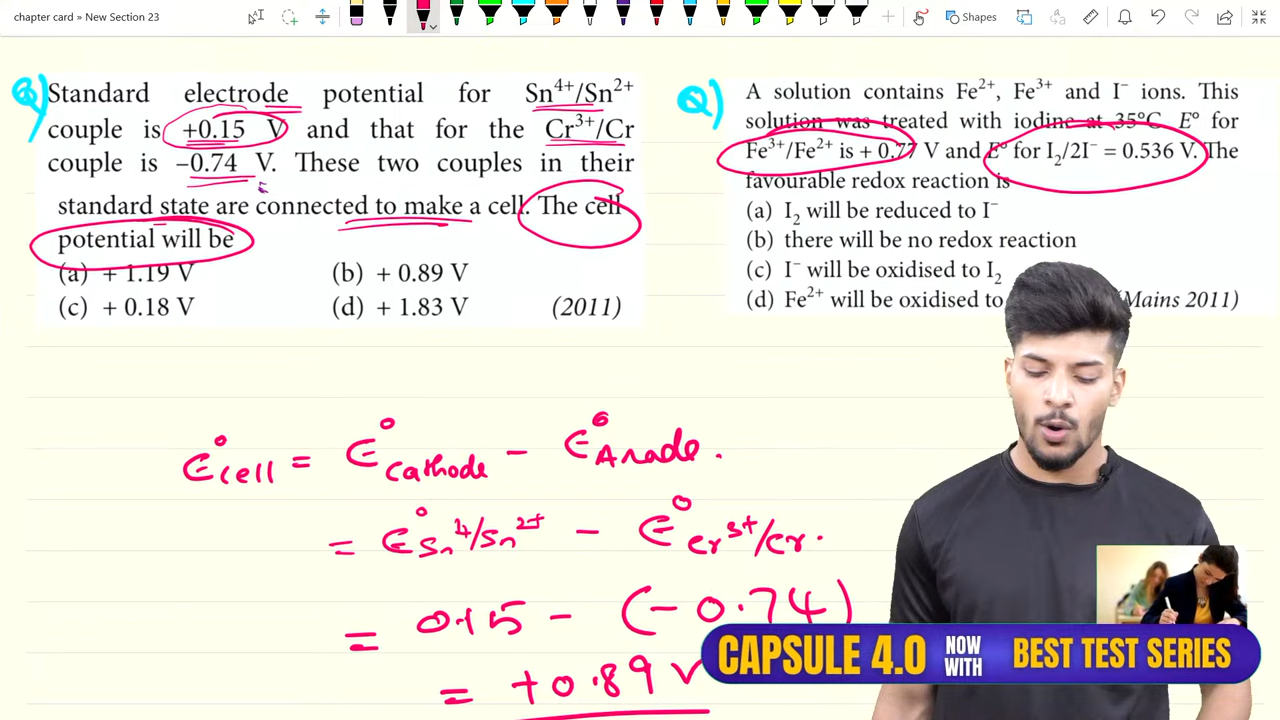 chapter card » New Section 23
Shapes
Q)
Standard electrode potential for Sn⁴⁺/Sn²⁺
couple is +0.15 V and that for the Cr³⁺/Cr
couple is –0.74 V. These two couples in their
standard state are connected to make a cell. The cell
potential will be
(a) + 1.19 V (b) + 0.89 V
(c) + 0.18 V (d) + 1.83 V (2011)
Q)
A solution contains Fe²⁺, Fe³⁺ and I⁻ ions. This
solution was treated with iodine at 35°C. E° for
Fe³⁺/Fe²⁺ is + 0.77 V and E° for I₂/2I⁻ = 0.536 V. The
favourable redox reaction is
(a) I₂ will be reduced to I⁻
(b) there will be no redox reaction
(c) I⁻ will be oxidised to I₂
(d) Fe²⁺ will be oxidised to (Mains 2011)
E°cell = E°Cathode – E°Anode.
= E°Sn⁴/Sn²⁺ – E°Cr³⁺/Cr.
= 0.15 – (– 0.74)
= +0.89 V
CAPSULE 4.0 NOW WITH BEST TEST SERIES